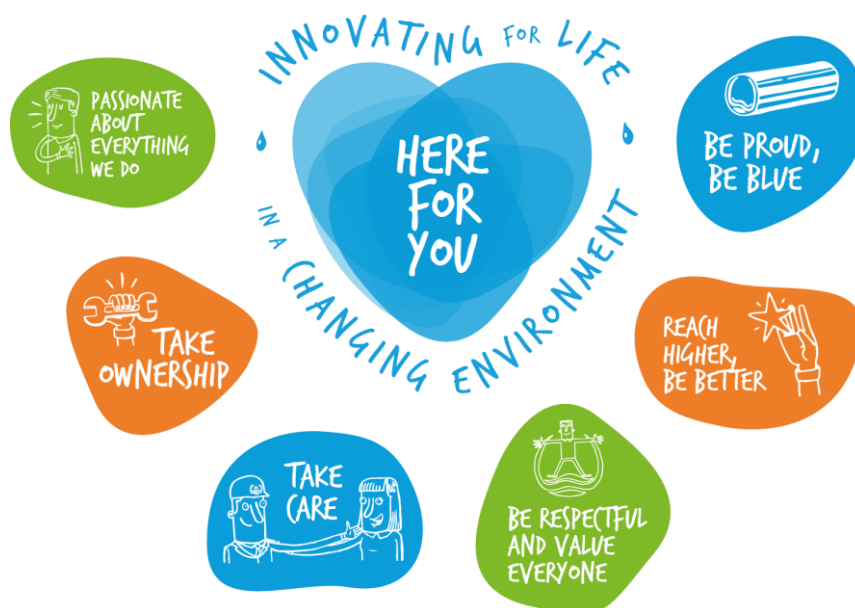 INNOVATING FOR LIFE
IN A CHANGING ENVIRONMENT
HERE
FOR
YOU
PASSIONATE
ABOUT
EVERYTHING
WE DO
BE PROUD,
BE BLUE
TAKE
OWNERSHIP
REACH
HIGHER,
BE BETTER
TAKE
CARE
BE RESPECTFUL
AND VALUE
EVERYONE